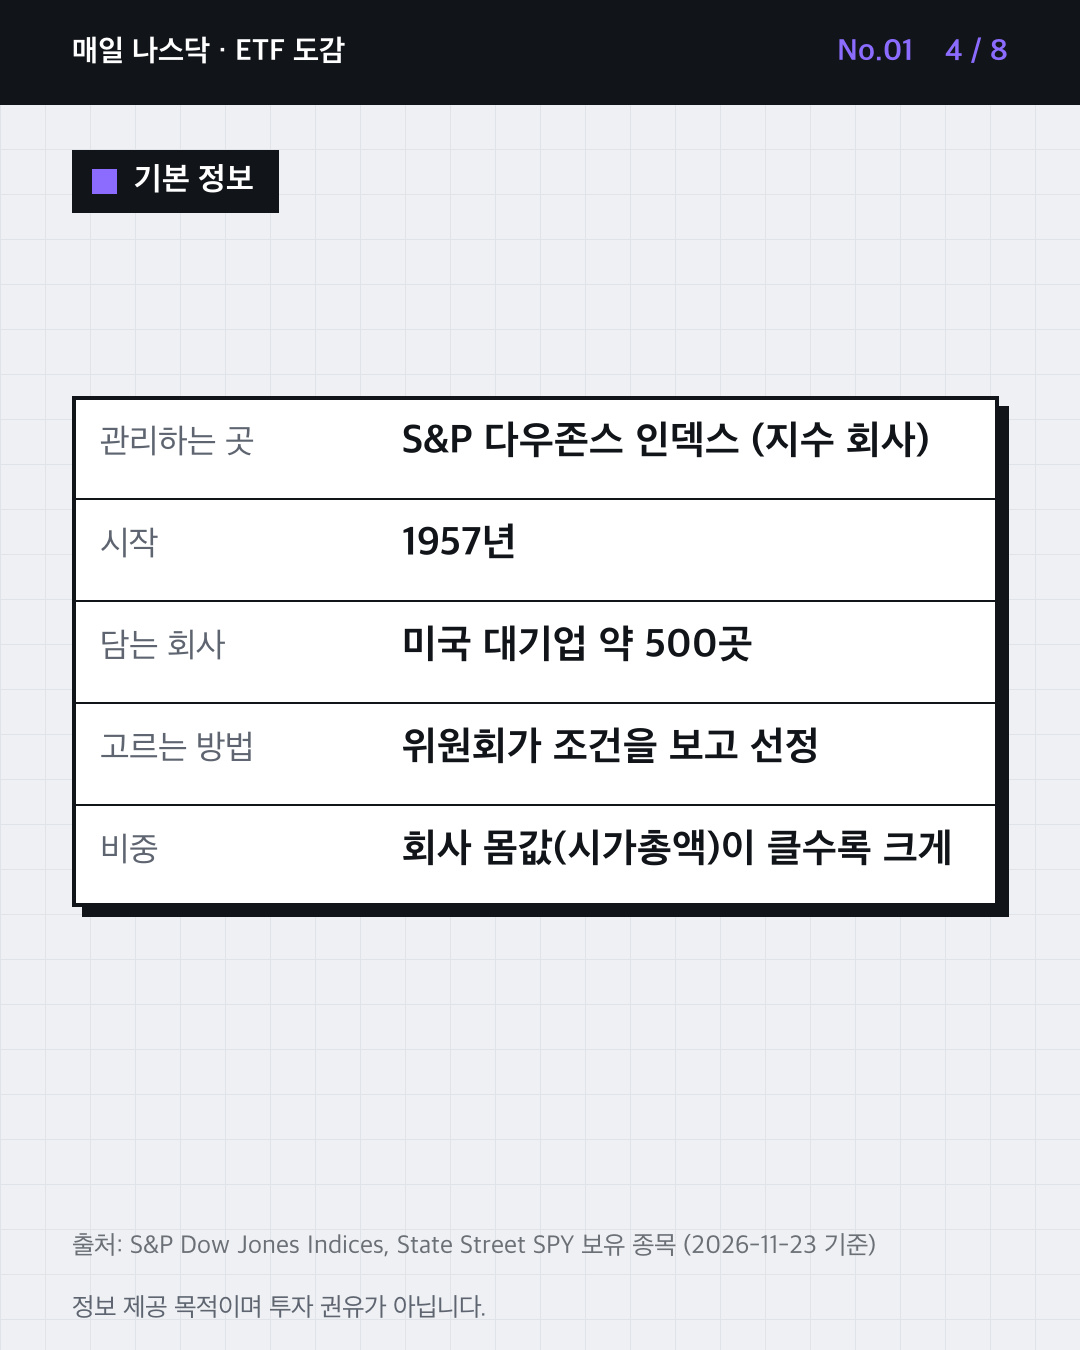 매일 나스닥 · ETF 도감
No.01 4 / 8
기본 정보
관리하는 곳 S&P 다우존스 인덱스 (지수 회사)
시작 1957년
담는 회사 미국 대기업 약 500곳
고르는 방법 위원회가 조건을 보고 선정
비중 회사 몸값(시가총액)이 클수록 크게
출처: S&P Dow Jones Indices, State Street SPY 보유 종목 (2026-11-23 기준)
정보 제공 목적이며 투자 권유가 아닙니다.